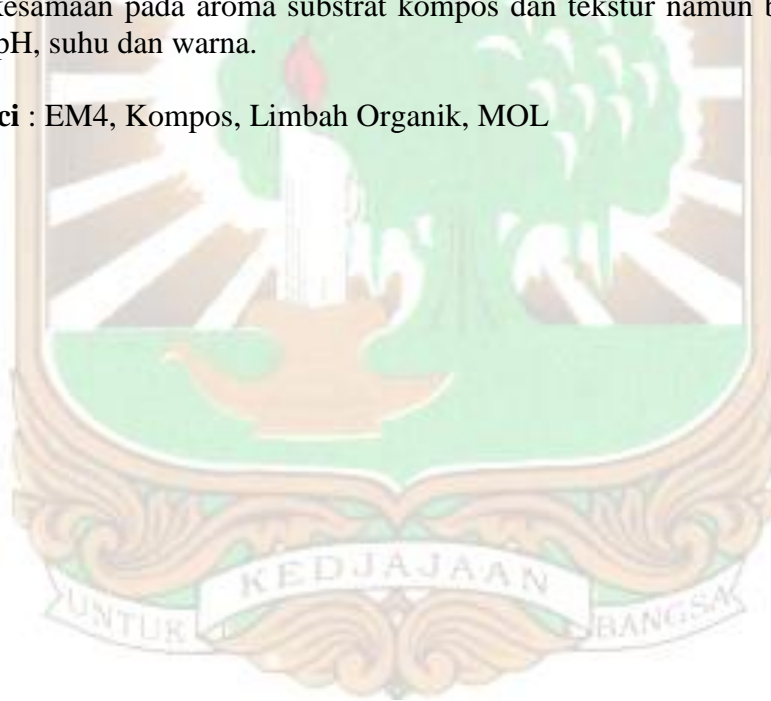 kesamaan pada aroma substrat kompos dan tekstur namun b
pH, suhu dan warna.
ci : EM4, Kompos, Limbah Organik, MOL
UNTUK KEDJAJAAN BANGSA